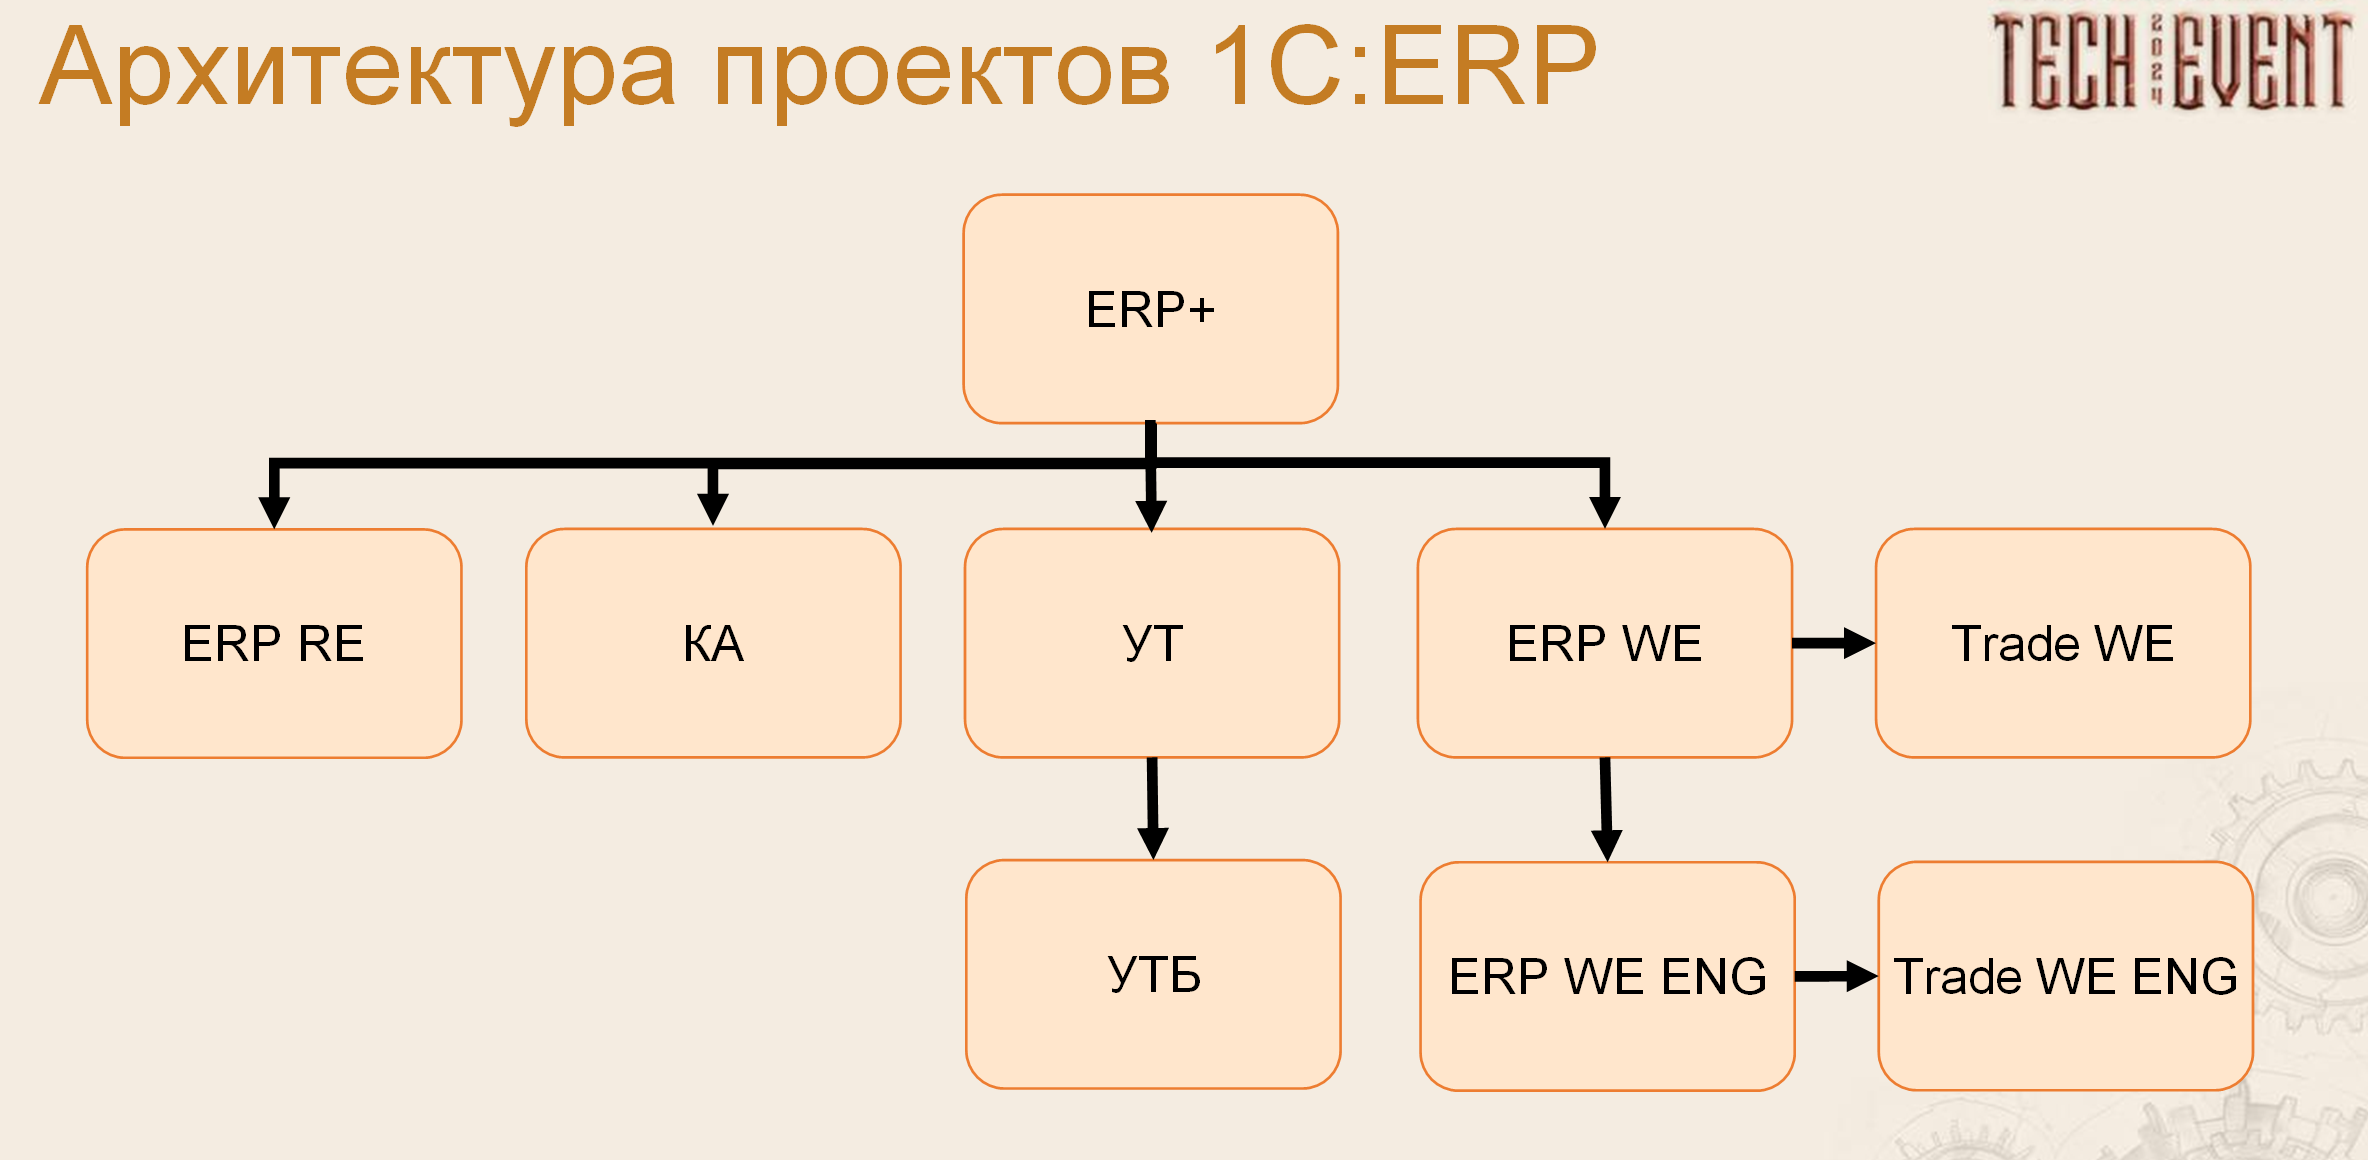 Архитектура проектов 1С:ERP
TECH 2024 EVENT
ERP+
ERP RE
КА
УТ
ERP WE
Trade WE
УТБ
ERP WE ENG
Trade WE ENG